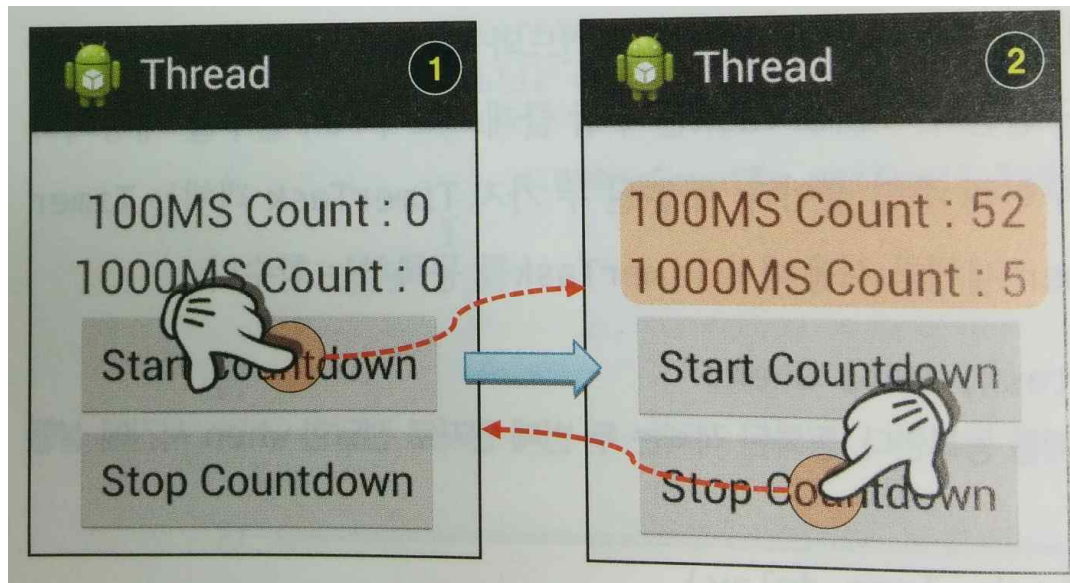 Thread
1
100MS Count : 0
1000MS Count : 0
Start Countdown
Stop Countdown
Thread
2
100MS Count : 52
1000MS Count : 5
Start Countdown
Stop Countdown